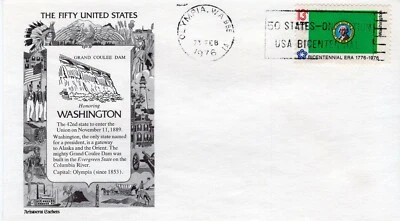 THE FIFTY UNITED STATES
GRAND COULEE DAM
Honoring
WASHINGTON
The 42nd state to enter the
Union on November 11, 1889.
Washington, the only state named
for a president, is a gateway
to Alaska and the Orient. The
mighty Grand Coulee Dam was
built in the Evergreen State on the
Columbia River.
Capital: Olympia (since 1853).
OLYMPIA, WA
23 FEB
1976
50 STATES-ON
USA BICENTEN
13
BICENTENNIAL ERA 1776-1976